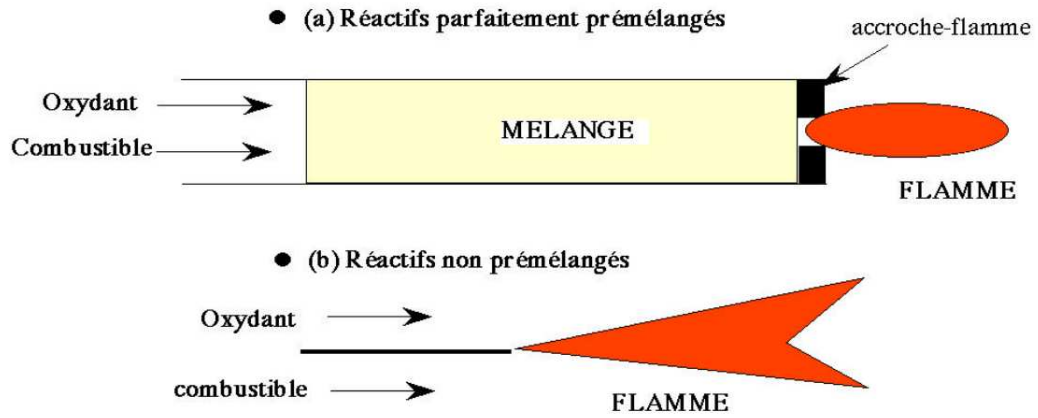 ● (a) Réactifs parfaitement prémélangés
accroche-flamme
Oxydant
Combustible
MELANGE
FLAMME
● (b) Réactifs non prémélangés
Oxydant
combustible
FLAMME